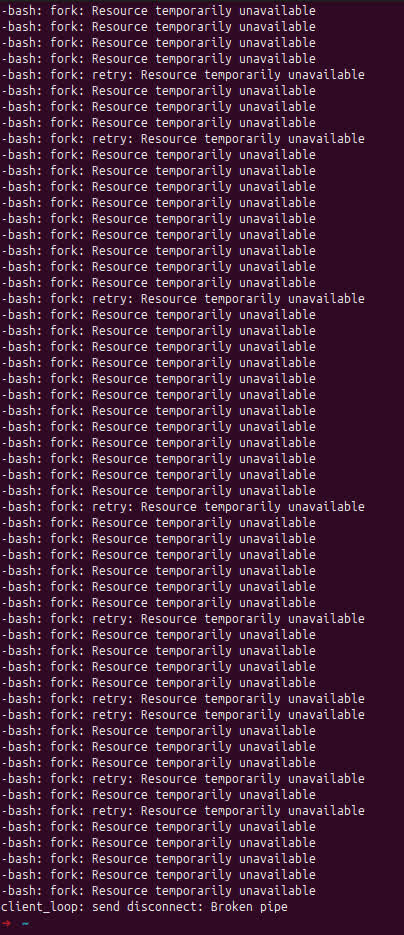 -bash: fork: Resource temporarily unavailable
-bash: fork: Resource temporarily unavailable
-bash: fork: Resource temporarily unavailable
-bash: fork: Resource temporarily unavailable
-bash: fork: retry: Resource temporarily unavailable
-bash: fork: Resource temporarily unavailable
-bash: fork: Resource temporarily unavailable
-bash: fork: Resource temporarily unavailable
-bash: fork: retry: Resource temporarily unavailable
-bash: fork: Resource temporarily unavailable
-bash: fork: Resource temporarily unavailable
-bash: fork: Resource temporarily unavailable
-bash: fork: Resource temporarily unavailable
-bash: fork: Resource temporarily unavailable
-bash: fork: Resource temporarily unavailable
-bash: fork: Resource temporarily unavailable
-bash: fork: Resource temporarily unavailable
-bash: fork: Resource temporarily unavailable
-bash: fork: retry: Resource temporarily unavailable
-bash: fork: Resource temporarily unavailable
-bash: fork: Resource temporarily unavailable
-bash: fork: Resource temporarily unavailable
-bash: fork: Resource temporarily unavailable
-bash: fork: Resource temporarily unavailable
-bash: fork: Resource temporarily unavailable
-bash: fork: Resource temporarily unavailable
-bash: fork: Resource temporarily unavailable
-bash: fork: Resource temporarily unavailable
-bash: fork: Resource temporarily unavailable
-bash: fork: Resource temporarily unavailable
-bash: fork: Resource temporarily unavailable
-bash: fork: retry: Resource temporarily unavailable
-bash: fork: Resource temporarily unavailable
-bash: fork: Resource temporarily unavailable
-bash: fork: Resource temporarily unavailable
-bash: fork: Resource temporarily unavailable
-bash: fork: Resource temporarily unavailable
-bash: fork: Resource temporarily unavailable
-bash: fork: retry: Resource temporarily unavailable
-bash: fork: Resource temporarily unavailable
-bash: fork: Resource temporarily unavailable
-bash: fork: Resource temporarily unavailable
-bash: fork: Resource temporarily unavailable
-bash: fork: retry: Resource temporarily unavailable
-bash: fork: retry: Resource temporarily unavailable
-bash: fork: Resource temporarily unavailable
-bash: fork: Resource temporarily unavailable
-bash: fork: Resource temporarily unavailable
-bash: fork: retry: Resource temporarily unavailable
-bash: fork: Resource temporarily unavailable
-bash: fork: retry: Resource temporarily unavailable
-bash: fork: Resource temporarily unavailable
-bash: fork: Resource temporarily unavailable
-bash: fork: Resource temporarily unavailable
-bash: fork: Resource temporarily unavailable
-bash: fork: Resource temporarily unavailable
client_loop: send disconnect: Broken pipe
→ ~